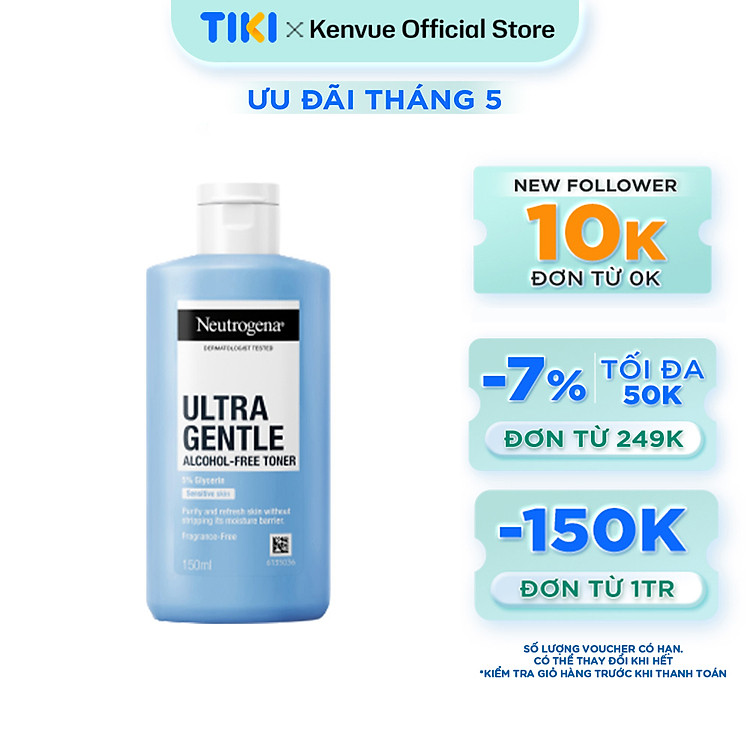 TIKI × Kenvue Official Store
ƯU ĐÃI THÁNG 5
Neutrogena®
DERMATOLOGIST TESTED
ULTRA
GENTLE
ALCOHOL-FREE TONER
5% Glycerin
Sensitive skin
Purify and refresh skin without
stripping its moisture barrier.
Fragrance-Free
150ml
NEW FOLLOWER
10K
ĐƠN TỪ 0K
-7%
TỐI ĐA
50K
ĐƠN TỪ 249K
-150K
ĐƠN TỪ 1TR
SỐ LƯỢNG VOUCHER CÓ HẠN.
CÓ THỂ THAY ĐỔI KHI HẾT
*KIỂM TRA GIỎ HÀNG TRƯỚC KHI THANH TOÁN